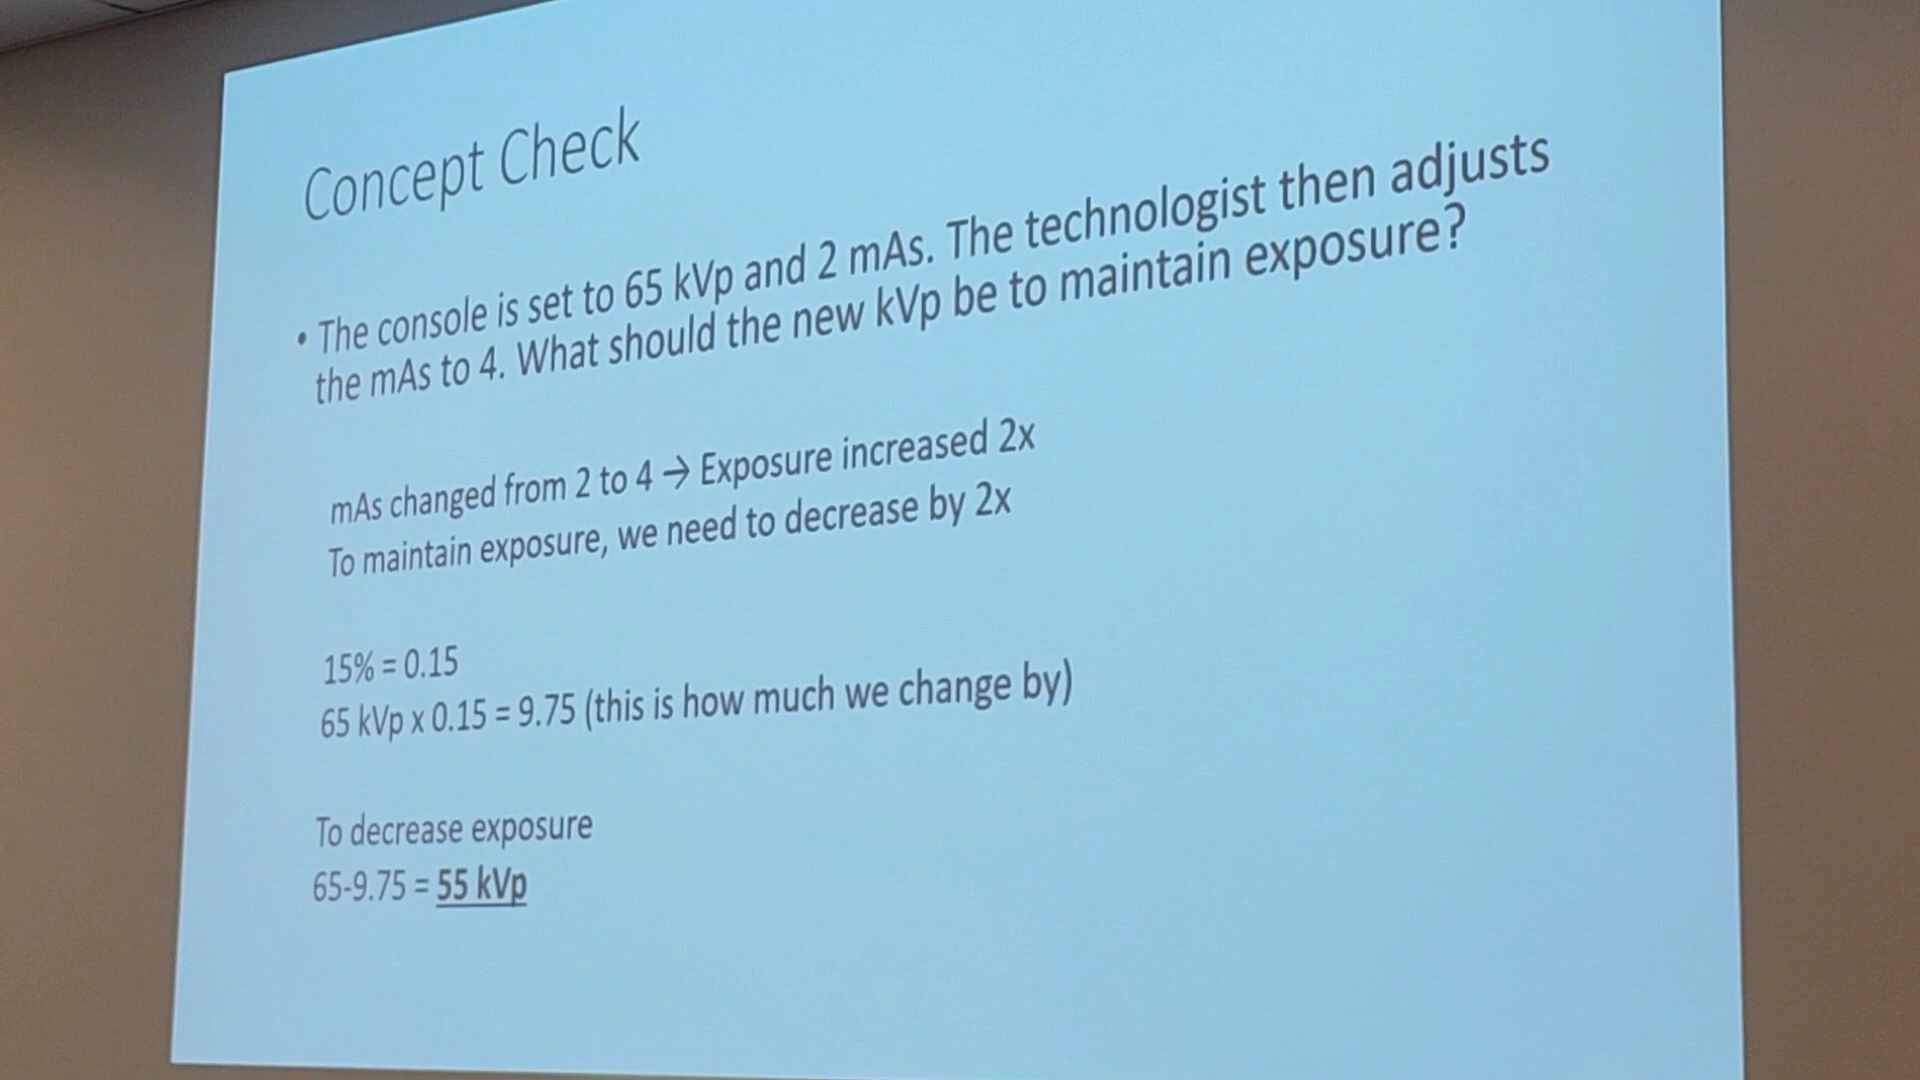 Concept Check
• The console is set to 65 kVp and 2 mAs. The technologist then adjusts
the mAs to 4. What should the new kVp be to maintain exposure?
mAs changed from 2 to 4 → Exposure increased 2x
To maintain exposure, we need to decrease by 2x
15% = 0.15
65 kVp x 0.15 = 9.75 (this is how much we change by)
To decrease exposure
65-9.75 = 55 kVp